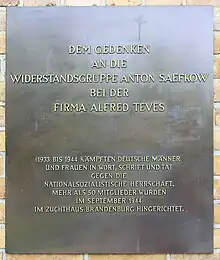 DEM GEDENKEN
AN DIE
WIDERSTANDSGRUPPE ANTON SAEFKOW
BEI DER
FIRMA ALFRED TEVES
1933 BIS 1944 KÄMPFTEN DEUTSCHE MÄNNER
UND FRAUEN IN WORT, SCHRIFT UND TAT
GEGEN DIE
NATIONALSOZIALISTISCHE HERRSCHAFT.
MEHR ALS 50 MITGLIEDER WURDEN
IM SEPTEMBER 1944
IM ZUCHTHAUS BRANDENBURG HINGERICHTET.